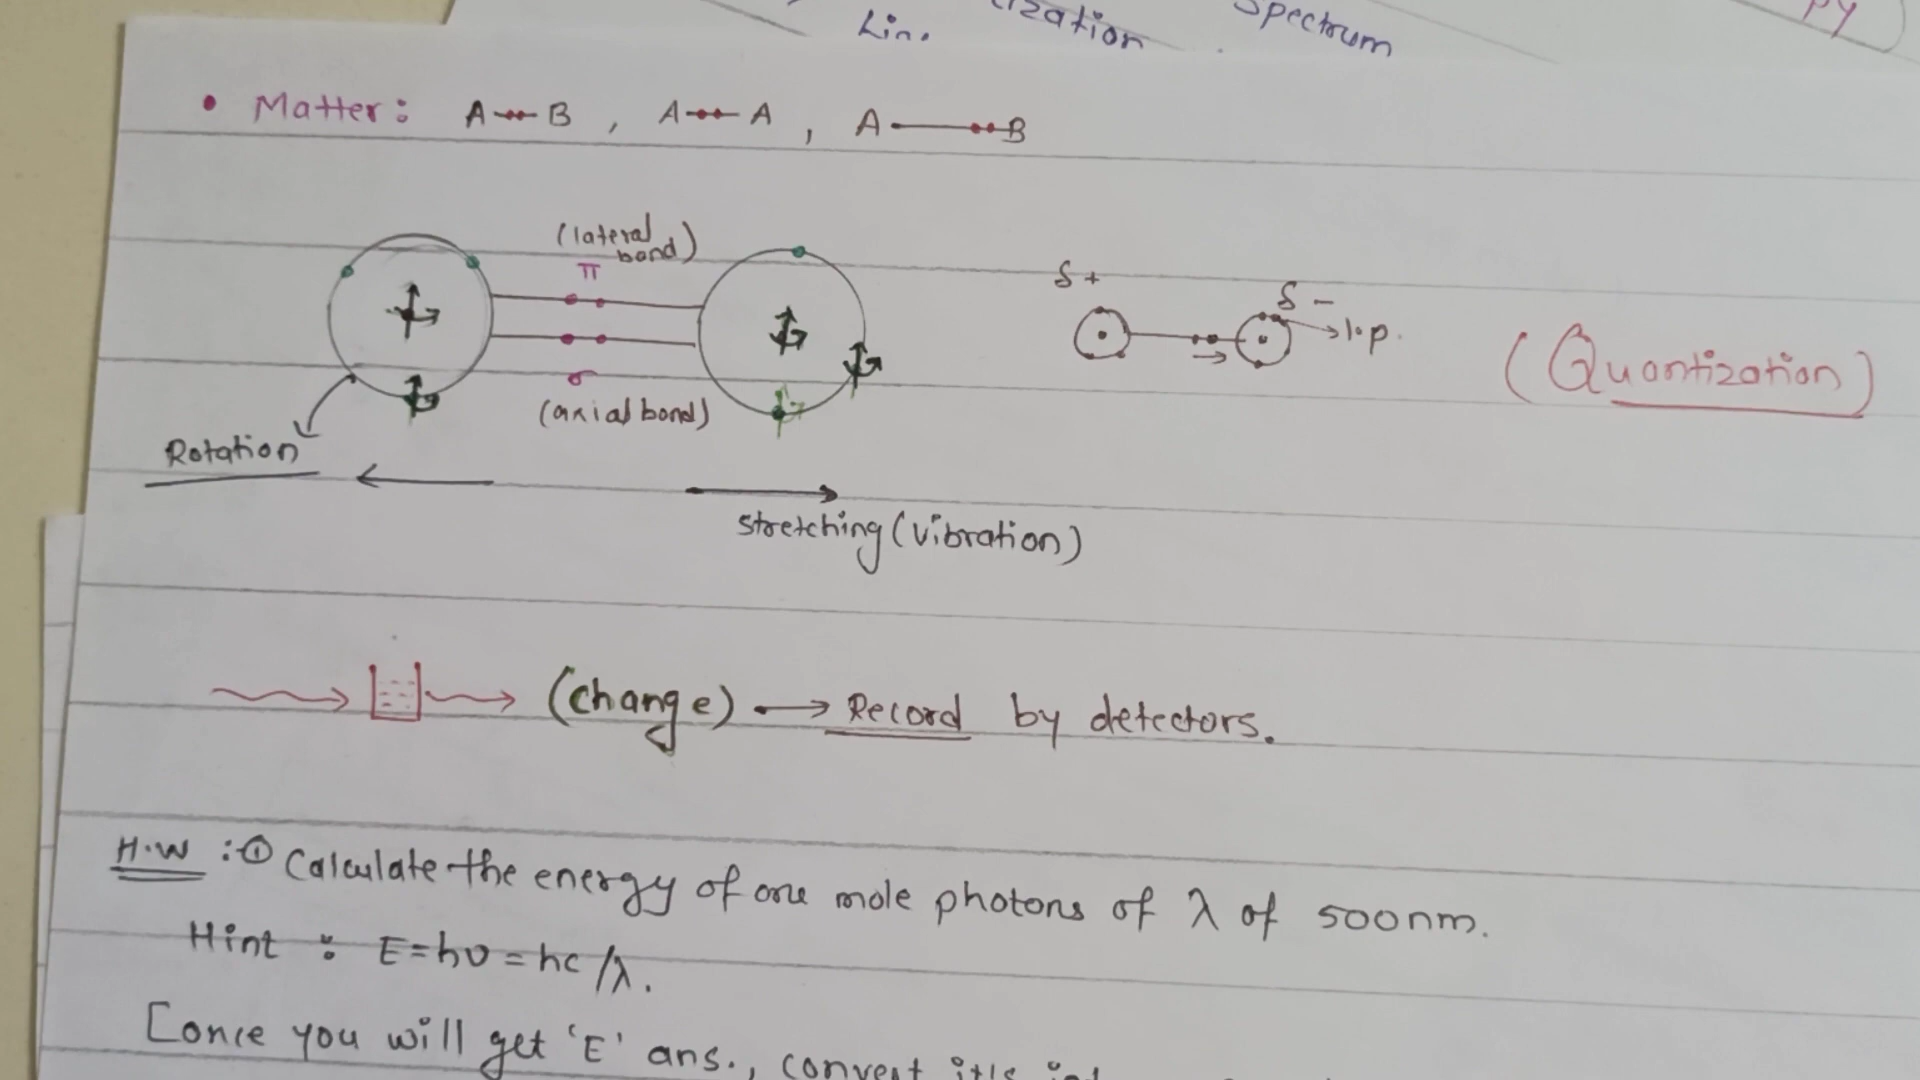 Lin.
ization
Spectrum
py
• Matter: A—B, A—A, A—B
(lateral
bond)
π
σ
(axial bond)
Rotation
stretching (vibration)
δ+
δ-
l.p.
(Quantization)
(change) → Record by detectors.
H.W :① Calculate the energy of one mole photons of λ of 500nm.
Hint : E=hυ = hc/λ.
[once you will get 'E' ans., convert